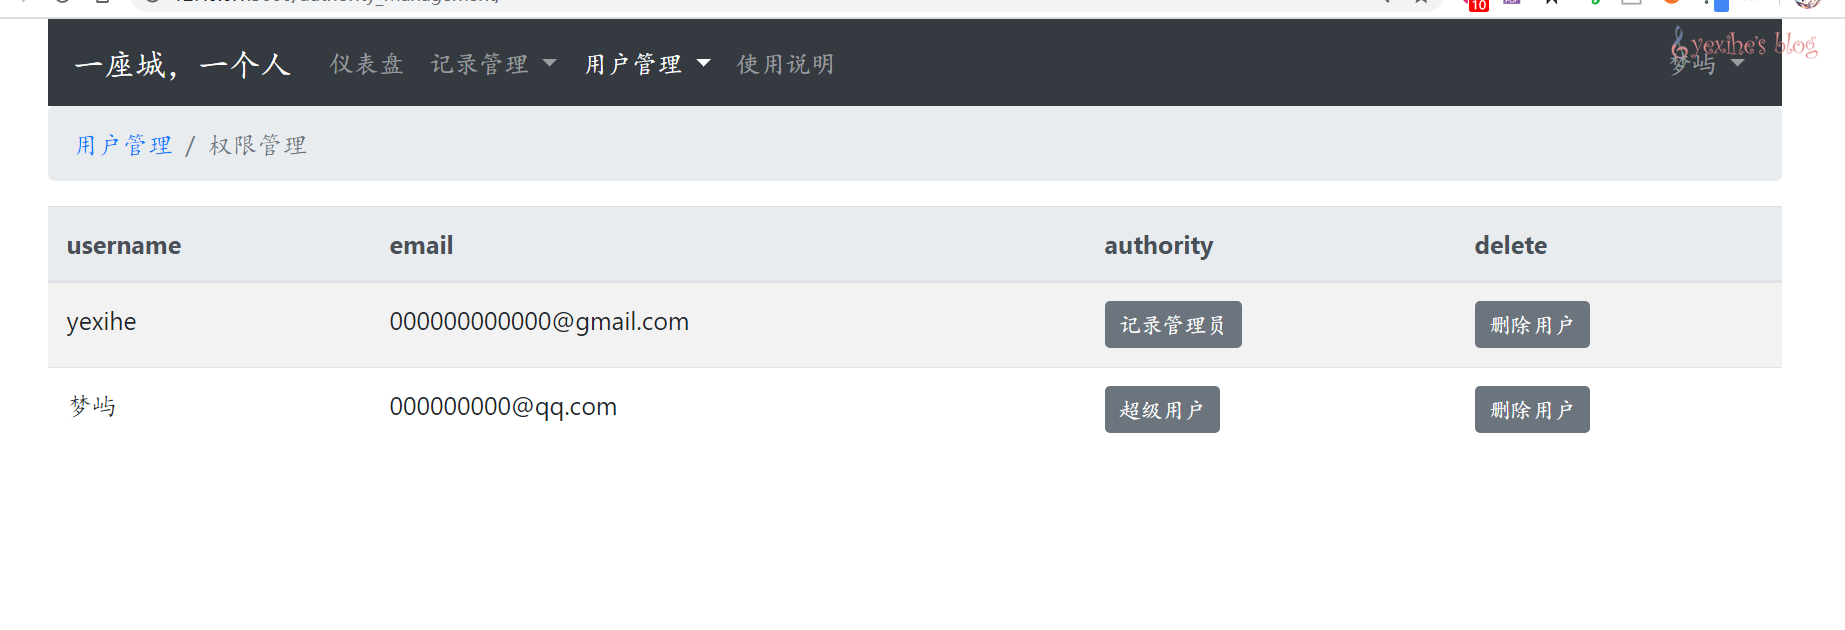 10
yexihe's blog
一座城，一个人 仪表盘 记录管理 用户管理 使用说明 梦屿
用户管理 / 权限管理
username email authority delete
yexihe 000000000000@gmail.com 记录管理员 删除用户
梦屿 000000000@qq.com 超级用户 删除用户